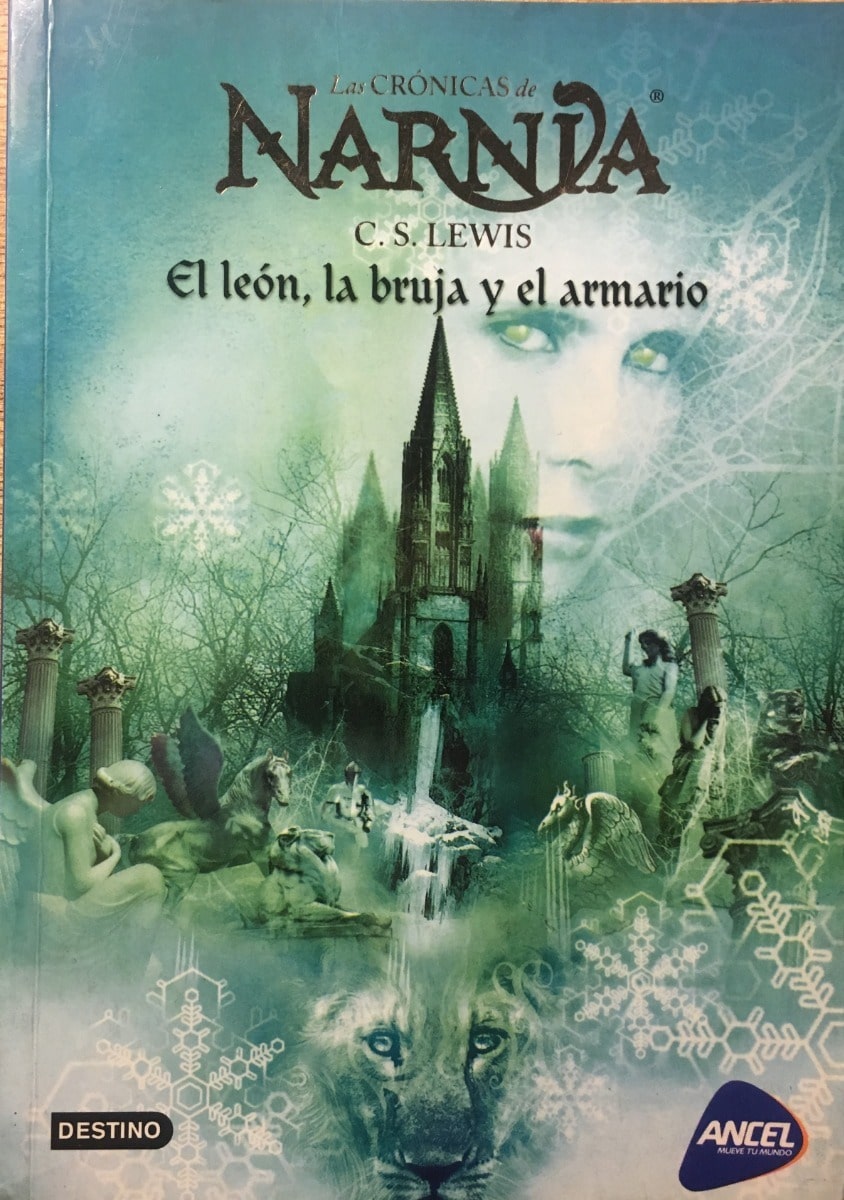 Las CRÓNICAS de
NARNIA®
C. S. LEWIS
El león, la bruja y el armario
DESTINO
ANCEL
MUEVE TU MUNDO